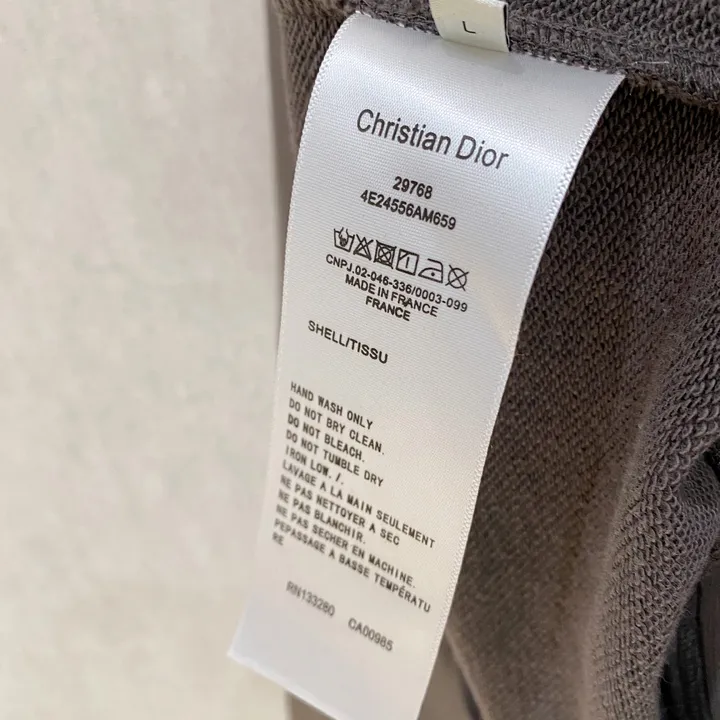 L
Christian Dior
29768
4E24556AM659
CNPJ.02-046-336/0003-099
MADE IN FRANCE
FRANCE
SHELL/TISSU
HAND WASH ONLY
DO NOT BRY CLEAN.
DO NOT BLEACH.
DO NOT TUMBLE DRY
IRON LOW. /.
LAVAGE A LA MAIN SEULEMENT
NE PAS NETTOYER A SEC
NE PAS BLANCHIR.
NE PAS SECHER EN MACHINE.
PEPASSAGE A BASSE TEMPÉRATU
RE
RN133280 CA00985